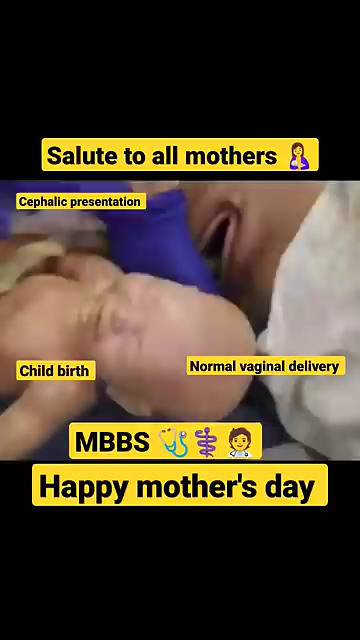 Salute to all mothers 🤱
Cephalic presentation
Child birth
Normal vaginal delivery
MBBS 🩺⚕️🧑‍⚕️
Happy mother's day